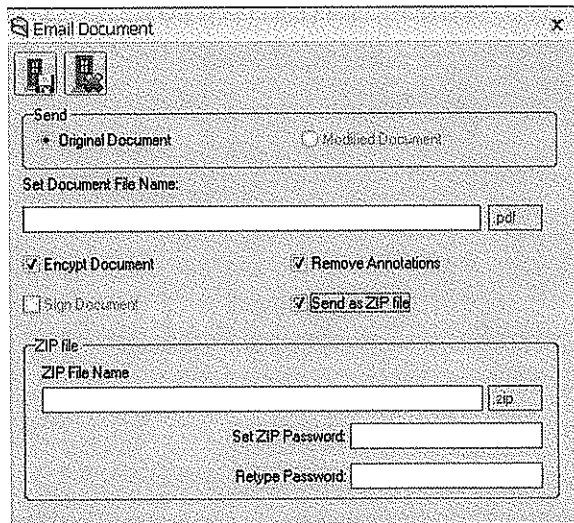 Email Document
Send
Original Document Modified Document
Set Document File Name:
.pdf
Encypt Document Remove Annotations
Sign Document Send as ZIP file
ZIP file
ZIP File Name
.zip
Set ZIP Password:
Retype Password: